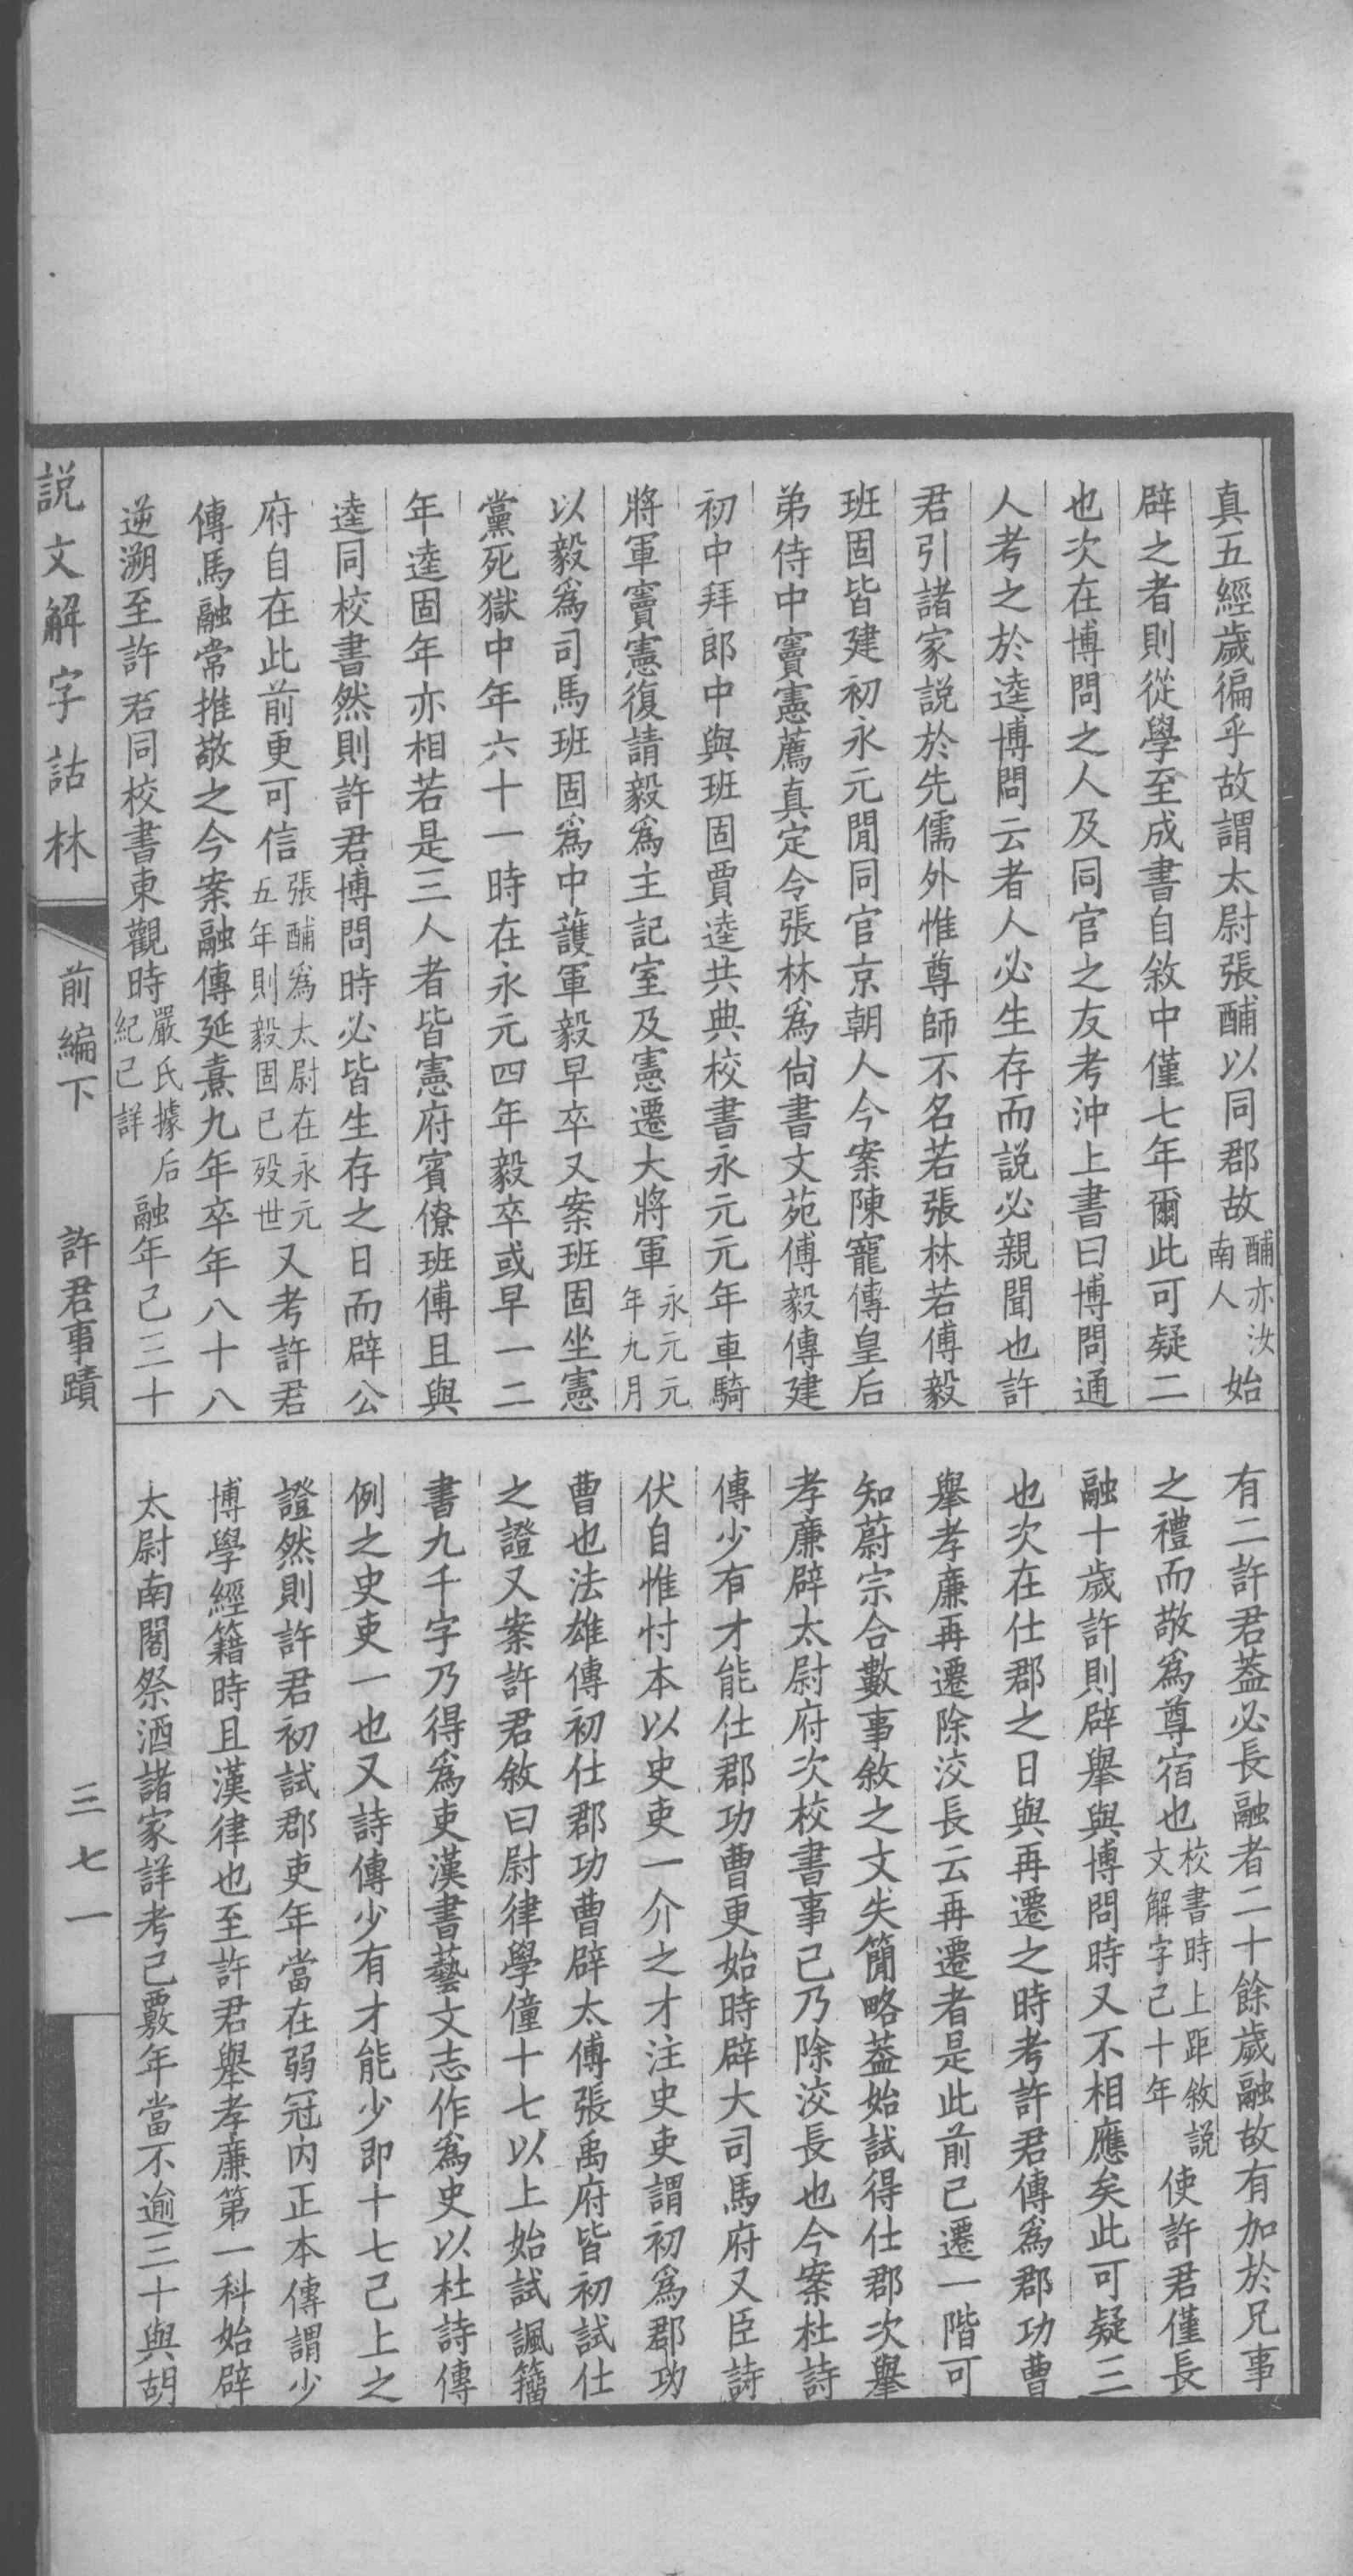 真五經歲徧乎故謂太尉張酺以同郡故酺亦汝南人始
辟之者則從學至成書自敘中僅七年爾此可疑二
也次在博問之人及同官之友考沖上書曰博問通
人考之於逵博問云者人必生存而說必親聞也許
君引諸家說於先儒外惟尊師不名若張林若傅毅
班固皆建初永元閒同官京朝人今案陳寵傳皇后
弟侍中竇憲薦真定令張林爲尙書文苑傅毅傳建
初中拜郎中與班固賈逵共典校書永元元年車騎
將軍竇憲復請毅爲主記室及憲遷大將軍永元元年九月
以毅爲司馬班固爲中護軍毅早卒又案班固坐憲
黨死獄中年六十一時在永元四年毅卒或早一二
年逵固年亦相若是三人者皆憲府賓僚班傅且與
逵同校書然則許君博問時必皆生存之日而辟公
府自在此前更可信張酺爲太尉在永元五年則毅固已歿世又考許君
傳馬融常推敬之今案融傳延熹九年卒年八十八
逆溯至許君同校書東觀時嚴氏據后紀已詳融年已三十
有二許君葢必長融者二十餘歲融故有加於兄事
之禮而敬爲尊宿也校書時上距敘說文解字已十年使許君僅長
融十歲許則辟舉與博問時又不相應矣此可疑三
也次在仕郡之日與再遷之時考許君傳爲郡功曹
舉孝廉再遷除洨長云再遷者是此前已遷一階可
知蔚宗合數事敘之文失簡略葢始試得仕郡次舉
孝廉辟太尉府次校書事已乃除洨長也今案杜詩
傳少有才能仕郡功曹更始時辟大司馬府又臣詩
伏自惟忖本以史吏一介之才注史吏謂初爲郡功
曹也法雄傳初仕郡功曹辟太傅張禹府皆初試仕
之證又案許君敘曰尉律學僮十七以上始試諷籀
書九千字乃得爲吏漢書藝文志作爲史以杜詩傳
例之史吏一也又詩傳少有才能少即十七已上之
證然則許君初試郡吏年當在弱冠內正本傳謂少
博學經籍時且漢律也至許君舉孝廉第一科始辟
太尉南閣祭酒諸家詳考已覈年當不逾三十與胡
說文解字詁林
前編下
許君事蹟
三七一